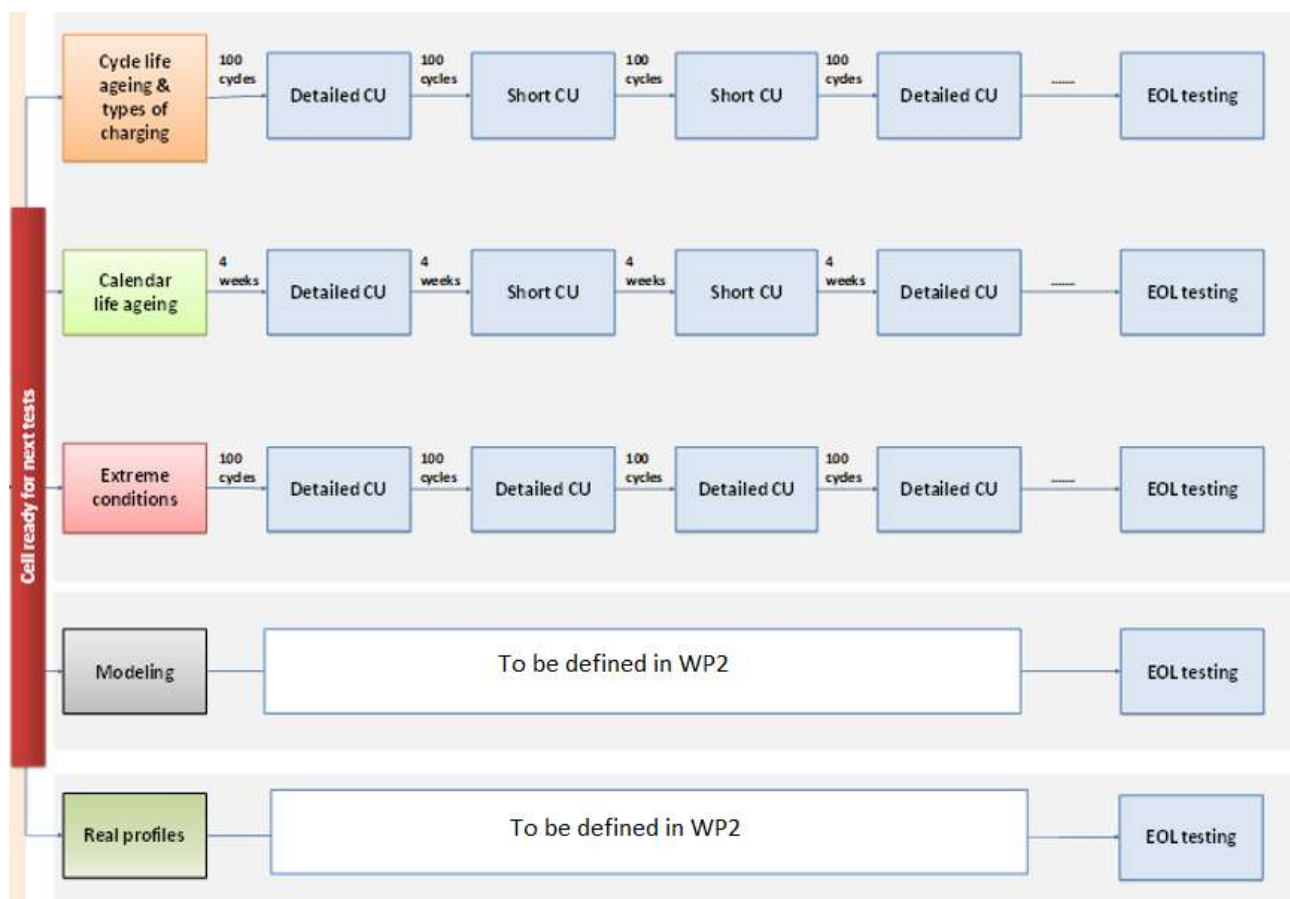 Cycle life
ageing &
types of
charging
100
cycles
Detailed CU
100
cycles
Short CU
100
cycles
Short CU
100
cycles
Detailed CU
......
EOL testing
Calendar
life ageing
4
weeks
Detailed CU
4
weeks
Short CU
4
weeks
Short CU
4
weeks
Detailed CU
......
EOL testing
Cell ready for next tests
Extreme
conditions
100
cycles
Detailed CU
100
cycles
Detailed CU
100
cycles
Detailed CU
100
cycles
Detailed CU
......
EOL testing
Modeling
To be defined in WP2
EOL testing
Real profiles
To be defined in WP2
EOL testing